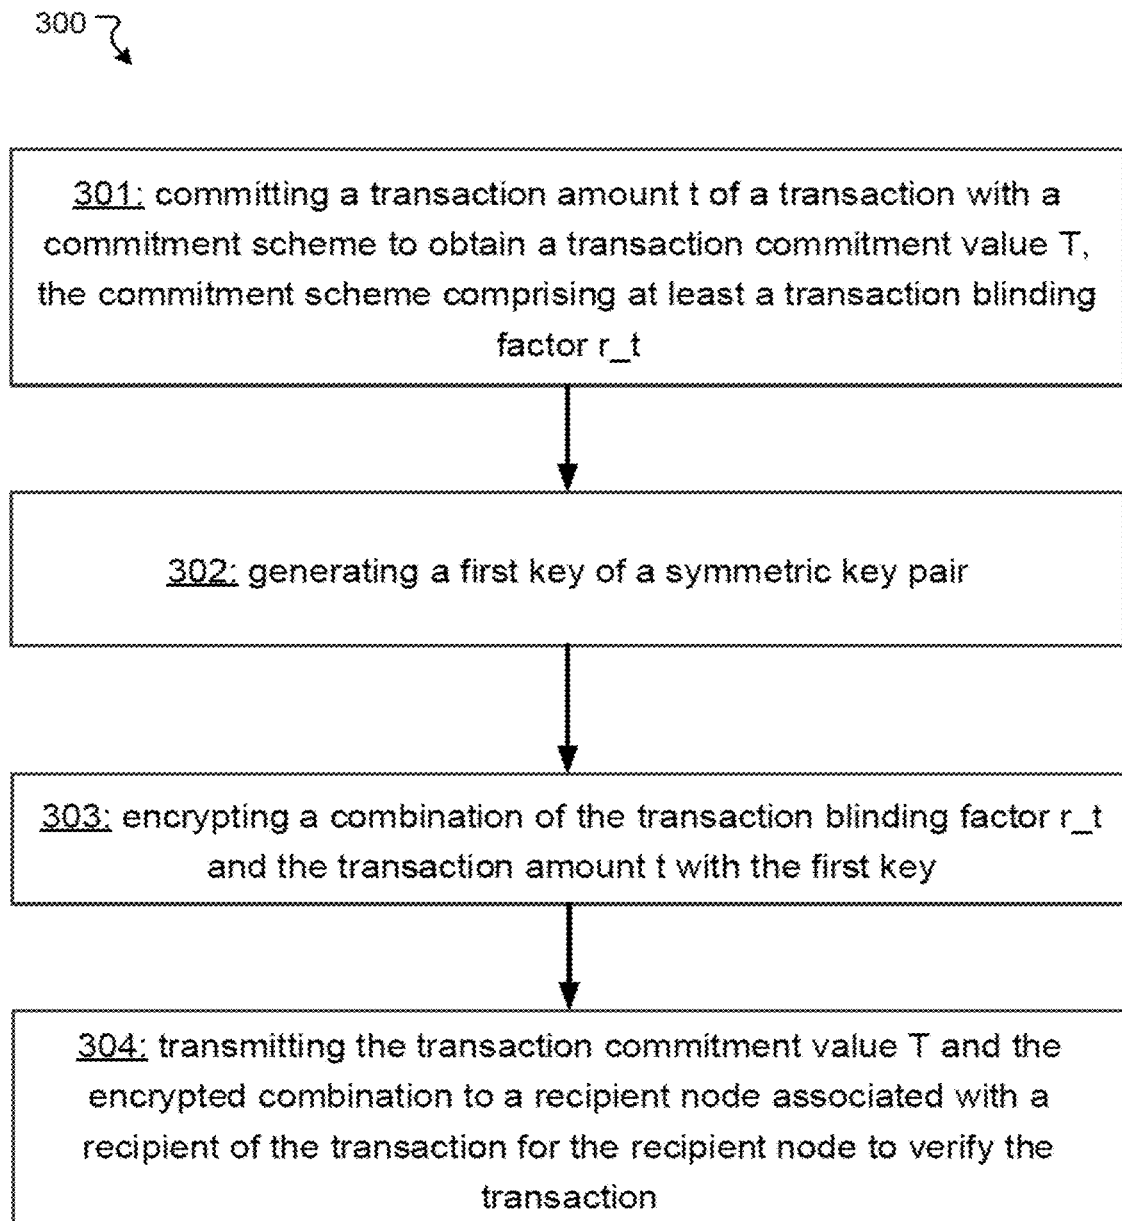 300
301: committing a transaction amount t of a transaction with a
commitment scheme to obtain a transaction commitment value T,
the commitment scheme comprising at least a transaction blinding
factor r_t
302: generating a first key of a symmetric key pair
303: encrypting a combination of the transaction blinding factor r_t
and the transaction amount t with the first key
304: transmitting the transaction commitment value T and the
encrypted combination to a recipient node associated with a
recipient of the transaction for the recipient node to verify the
transaction